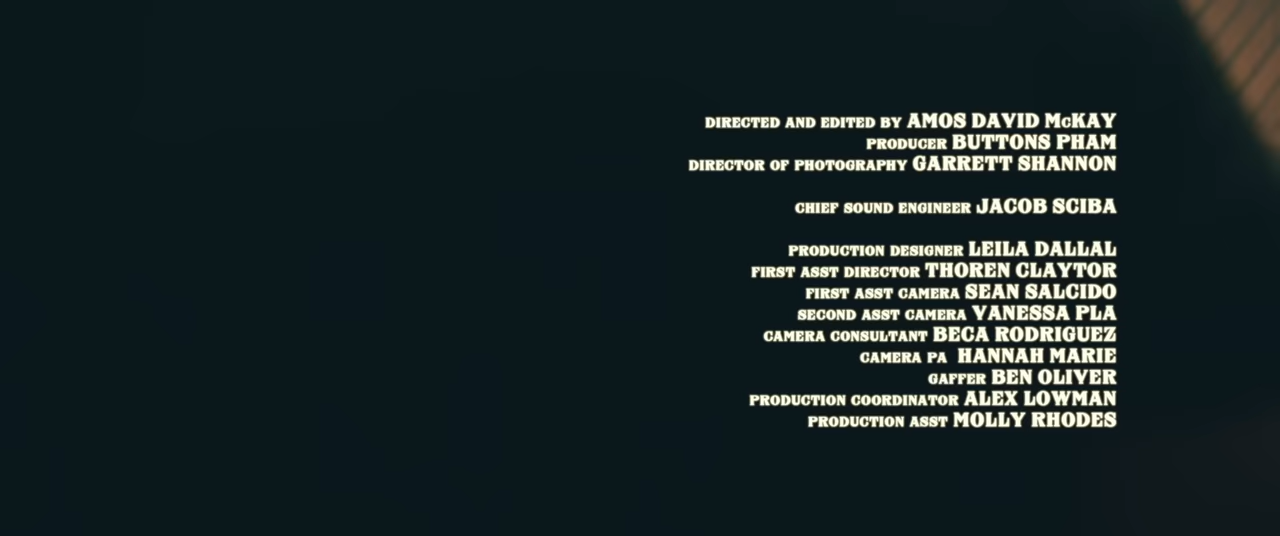 DIRECTED AND EDITED BY AMOS DAVID McKAY
PRODUCER BUTTONS PHAM
DIRECTOR OF PHOTOGRAPHY GARRETT SHANNON
CHIEF SOUND ENGINEER JACOB SCIBA
PRODUCTION DESIGNER LEILA DALLAL
FIRST ASST DIRECTOR THOREN CLAYTOR
FIRST ASST CAMERA SEAN SALCIDO
SECOND ASST CAMERA VANESSA PLA
CAMERA CONSULTANT BECA RODRIGUEZ
CAMERA PA HANNAH MARIE
GAFFER BEN OLIVER
PRODUCTION COORDINATOR ALEX LOWMAN
PRODUCTION ASST MOLLY RHODES